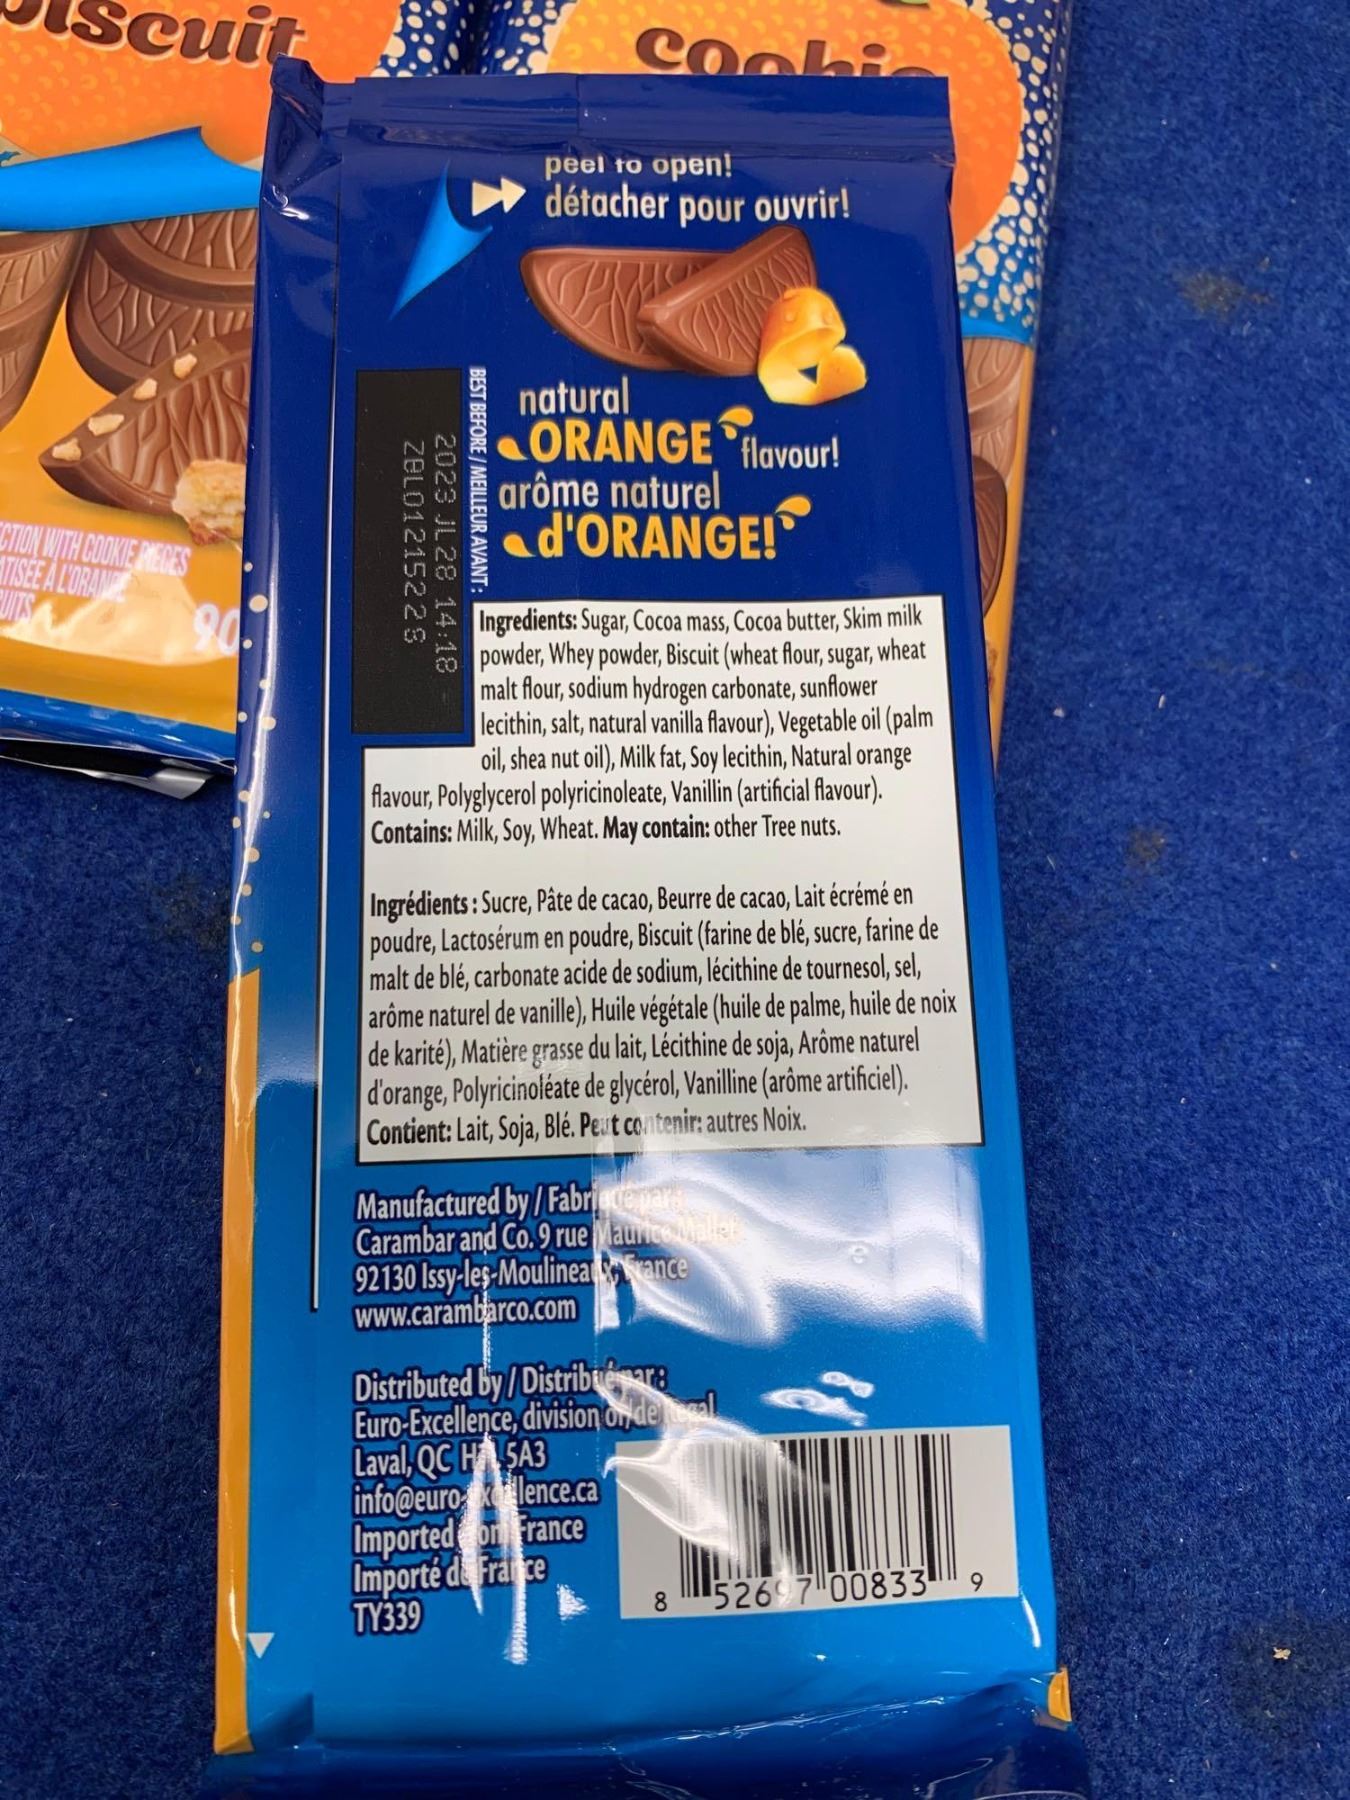 biscuit
cookie
peel to open!
détacher pour ouvrir!
natural
ORANGE flavour!
arôme naturel
d'ORANGE!
BEST BEFORE / MEILLEUR AVANT :
2023 JL 28 14:18
Ingredients: Sugar, Cocoa mass, Cocoa butter, Skim milk
powder, Whey powder, Biscuit (wheat flour, sugar, wheat
malt flour, sodium hydrogen carbonate, sunflower
lecithin, salt, natural vanilla flavour), Vegetable oil (palm
oil, shea nut oil), Milk fat, Soy lecithin, Natural orange
flavour, Polyglycerol polyricinoleate, Vanillin (artificial flavour).
Contains: Milk, Soy, Wheat. May contain: other Tree nuts.
Ingrédients : Sucre, Pâte de cacao, Beurre de cacao, Lait écrémé en
poudre, Lactosérum en poudre, Biscuit (farine de blé, sucre, farine de
malt de blé, carbonate acide de sodium, lécithine de tournesol, sel,
arôme naturel de vanille), Huile végétale (huile de palme, huile de noix
de karité), Matière grasse du lait, Lécithine de soja, Arôme naturel
d'orange, Polyricinoléate de glycérol, Vanilline (arôme artificiel).
Contient: Lait, Soja, Blé. Peut contenir: autres Noix.
Manufactured by / Fabriqué par:
Carambar and Co. 9 rue Maurice Mallet
92130 Issy-les-Moulineaux, France
www.carambarco.com
Distributed by / Distribué par :
Euro-Excellence, division of/de Regal
Laval, QC 5A3
info@euro-excellence.ca
Imported from France
Importé de France
TY339
8 52697 00833 9
WITH COOKIE PIECES
90